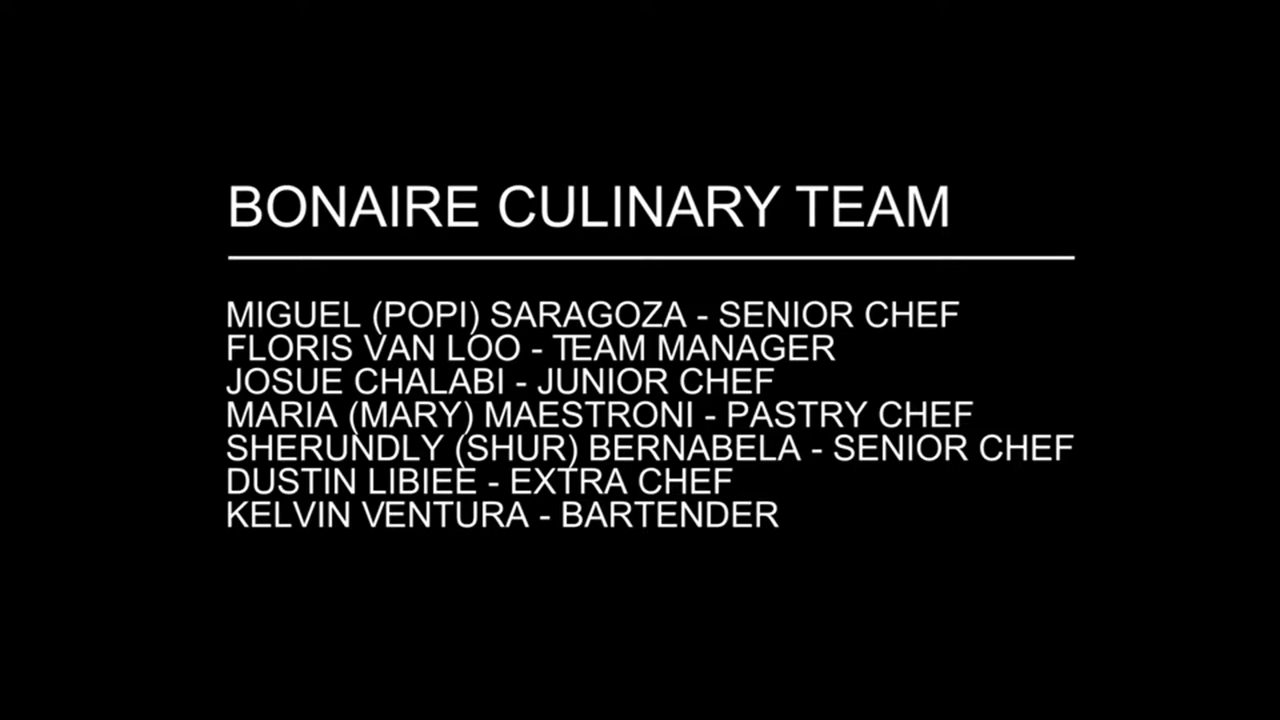 BONAIRE CULINARY TEAM
MIGUEL (POPI) SARAGOZA - SENIOR CHEF
FLORIS VAN LOO - TEAM MANAGER
JOSUE CHALABI - JUNIOR CHEF
MARIA (MARY) MAESTRONI - PASTRY CHEF
SHERUNDLY (SHUR) BERNABELA - SENIOR CHEF
DUSTIN LIBIEE - EXTRA CHEF
KELVIN VENTURA - BARTENDER